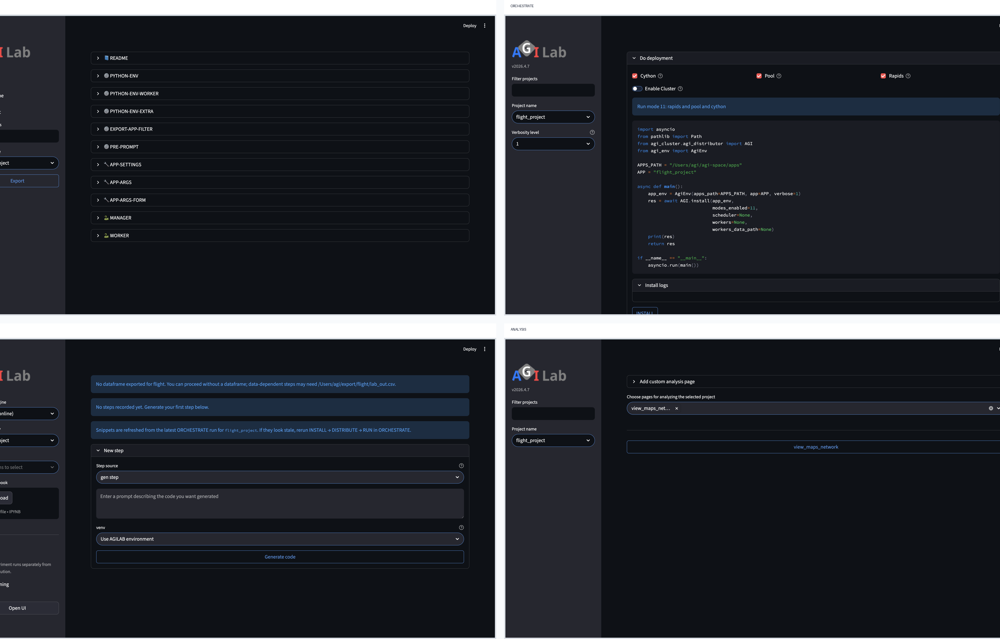 I Lab
ne
t
s
e
ject
Export
Deploy
README
PYTHON-ENV
PYTHON-ENV-WORKER
PYTHON-ENV-EXTRA
EXPORT-APP-FILTER
PRE-PROMPT
APP-SETTINGS
APP-ARGS
APP-ARGS-FORM
MANAGER
WORKER
ORCHESTRATE
AGI Lab
v2026.4.7
Filter projects
Project name
flight_project
Verbosity level
1
Do deployment
Cython
Pool
Rapids
Enable Cluster
Run mode 11: rapids and pool and cython
import asyncio
from pathlib import Path
from agi_cluster.agi_distributor import AGI
from agi_env import AgiEnv
APPS_PATH = "/Users/agi/agi-space/apps"
APP = "flight_project"
async def main():
app_env = AgiEnv(apps_path=APPS_PATH, app=APP, verbose=1)
res = await AGI.install(app_env,
modes_enabled=11,
scheduler=None,
workers=None,
workers_data_path=None)
print(res)
return res
if __name__ == "__main__":
asyncio.run(main())
Install logs
INSTALL
I Lab
gine
online)
ject
ns to select
ook
oad
file • IPYNB
riment runs separately from
ution.
ning
Open UI
Deploy
No dataframe exported for flight. You can proceed without a dataframe; data-dependent steps may need /Users/agi/export/flight/lab_out.csv.
No steps recorded yet. Generate your first step below.
Snippets are refreshed from the latest ORCHESTRATE run for flight_project. If they look stale, rerun INSTALL → DISTRIBUTE → RUN in ORCHESTRATE.
New step
Step source
gen step
Enter a prompt describing the code you want generated
venv
Use AGILAB environment
Generate code
ANALYSIS
AGI Lab
v2026.4.7
Filter projects
Project name
flight_project
Add custom analysis page
Choose pages for analyzing the selected project
view_maps_net...
view_maps_network